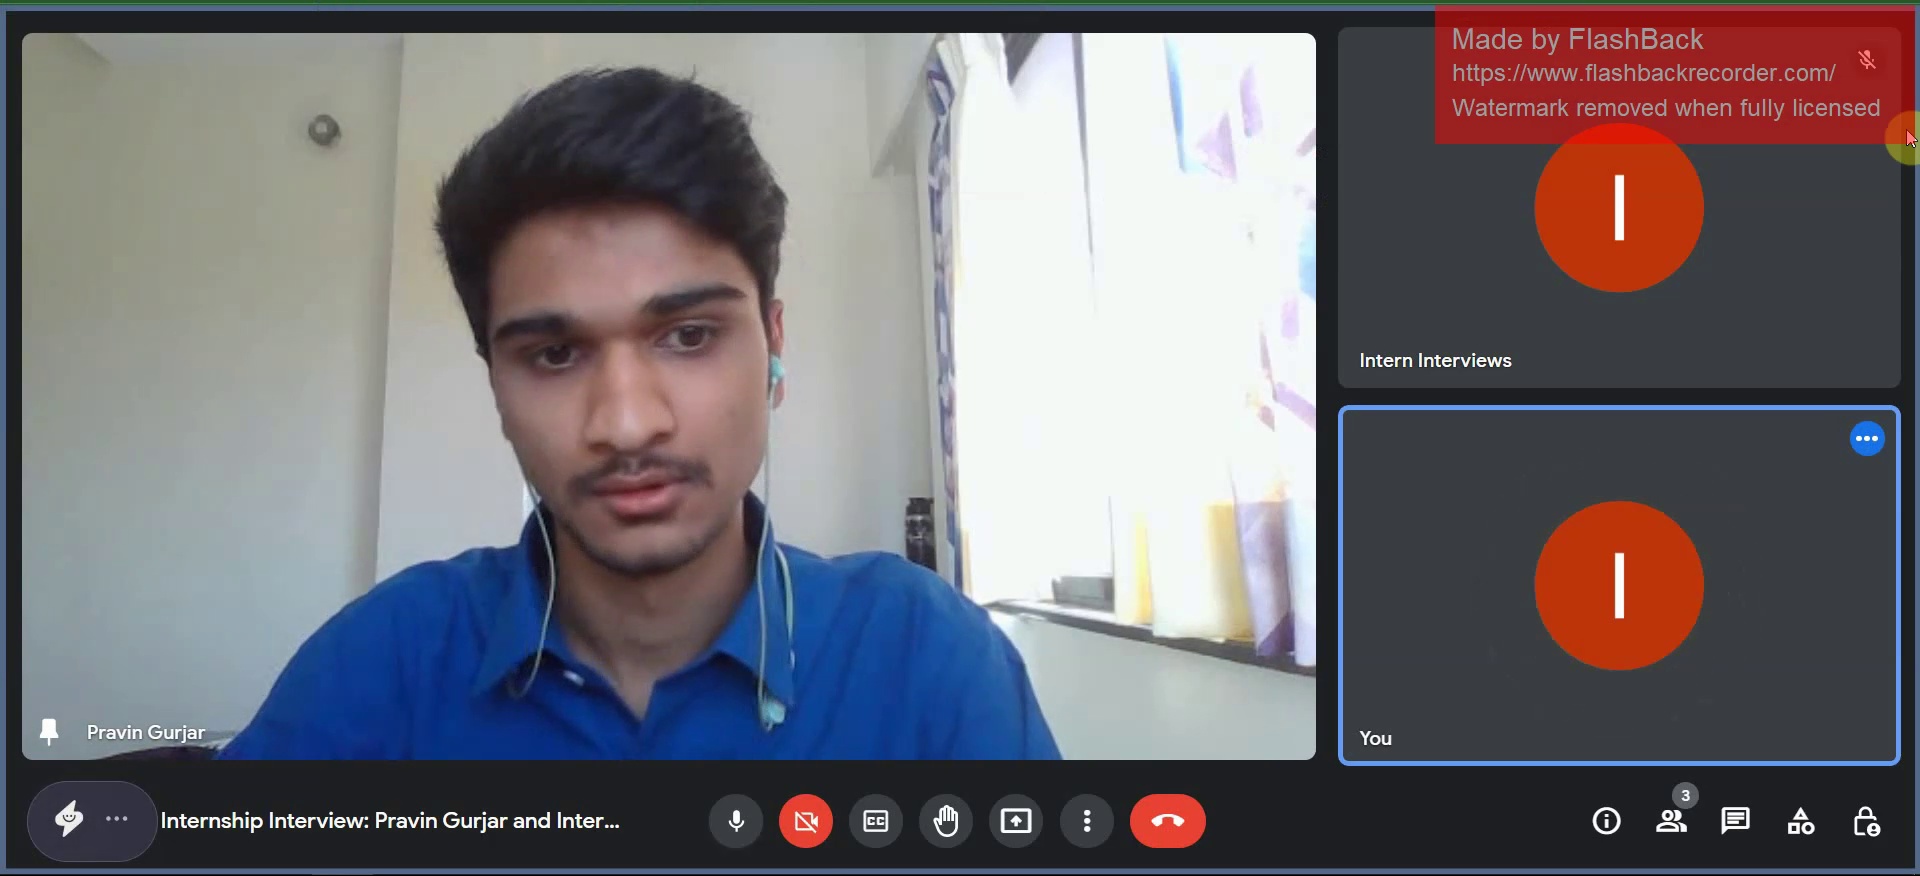 Made by FlashBack
https://www.flashbackrecorder.com/
Watermark removed when fully licensed
I
Intern Interviews
I
You
Pravin Gurjar
Internship Interview: Pravin Gurjar and Inter...
CC
3